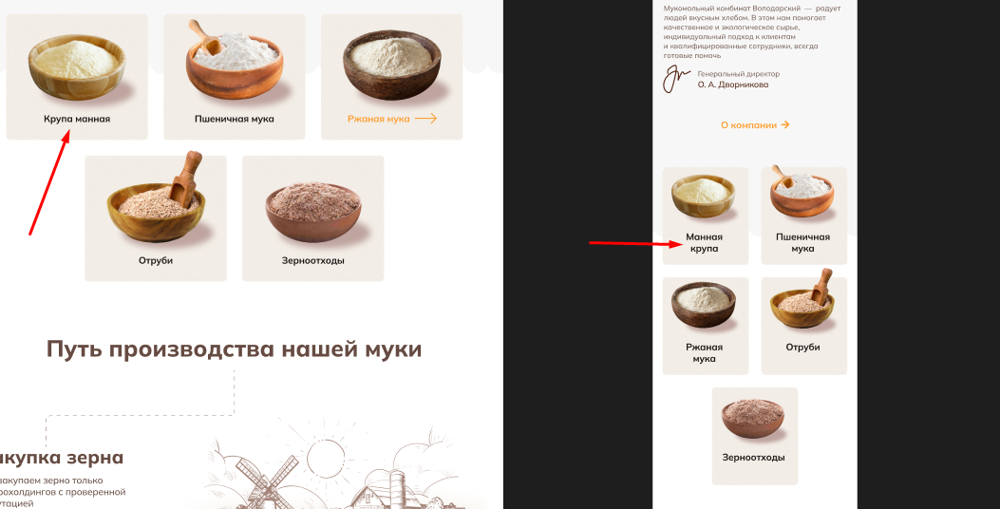 Крупа манная
Пшеничная мука
Ржаная мука
Отруби
Зерноотходы
Путь производства нашей муки
акупка зерна
закупаем зерно только
рохолдингов с проверенной
утацией
Мукомольный комбинат Володарский — радует
людей вкусным хлебом. В этом нам помогает
качественное и экологическое сырье,
индивидуальный подход к клиентам
и квалифицированные сотрудники, всегда
готовые помочь
Генеральный директор
О. А. Дворникова
О компании
Манная
крупа
Пшеничная
мука
Ржаная
мука
Отруби
Зерноотходы